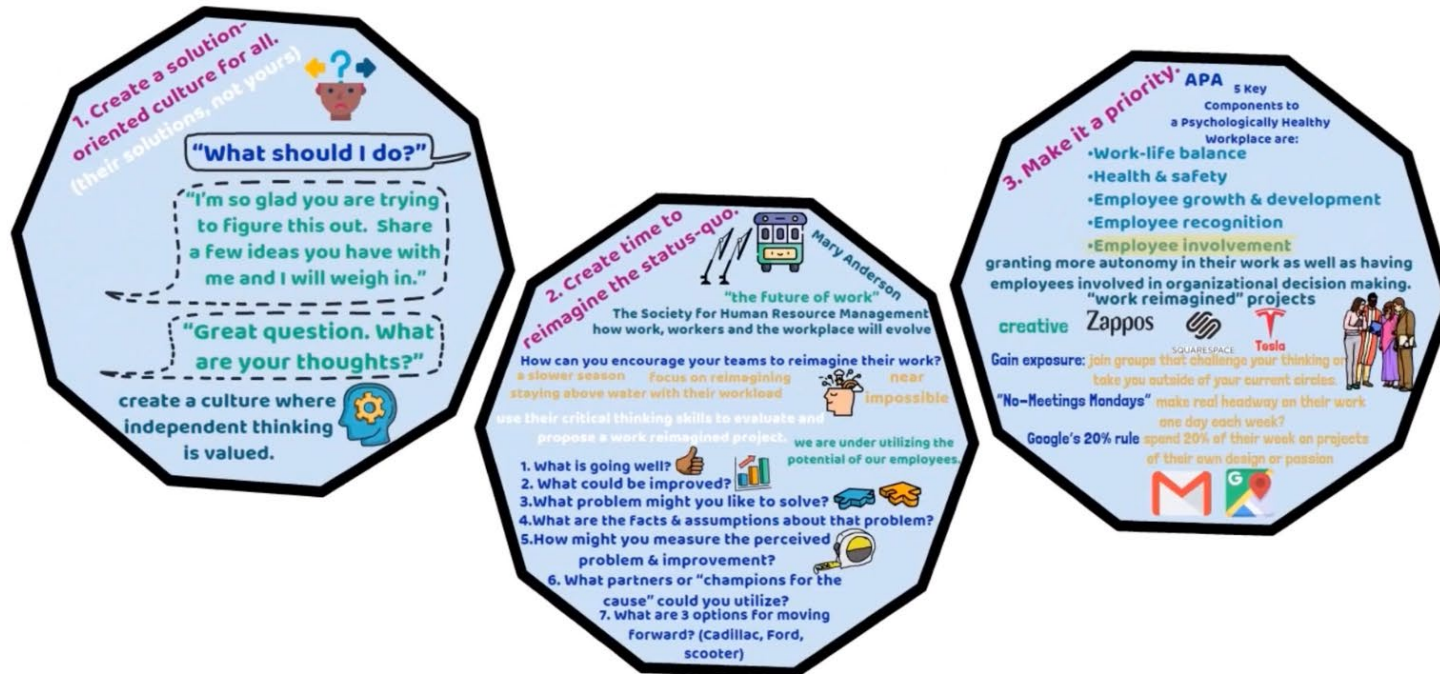 1. Create a solution-
oriented culture for all.
(their solutions, not yours)
“What should I do?”
“I’m so glad you are trying
to figure this out. Share
a few ideas you have with
me and I will weigh in.”
“Great question. What
are your thoughts?”
create a culture where
independent thinking
is valued.
2. Create time to
reimagine the status-quo.
Mary Anderson
“the future of work”
The Society for Human Resource Management
how work, workers and the workplace will evolve
How can you encourage your teams to reimagine their work?
a slower season focus on reimagining
staying above water with their workload
near
impossible
use their critical thinking skills to evaluate and
propose a work reimagined project.
we are under utilizing the
potential of our employees.
1. What is going well?
2. What could be improved?
3.What problem might you like to solve?
4.What are the facts & assumptions about that problem?
5.How might you measure the perceived
problem & improvement?
6. What partners or “champions for the
cause” could you utilize?
7. What are 3 options for moving
forward? (Cadillac, Ford,
scooter)
3. Make it a priority.
APA
5 Key
Components to
a Psychologically Healthy
Workplace are:
•Work-life balance
•Health & safety
•Employee growth & development
•Employee recognition
•Employee involvement
granting more autonomy in their work as well as having
employees involved in organizational decision making.
“work reimagined” projects
creative Zappos SQUARESPACE Tesla
Gain exposure: join groups that challenge your thinking or
take you outside of your current circles.
“No-Meetings Mondays” make real headway on their work
one day each week?
Google’s 20% rule spend 20% of their week on projects
of their own design or passion
G